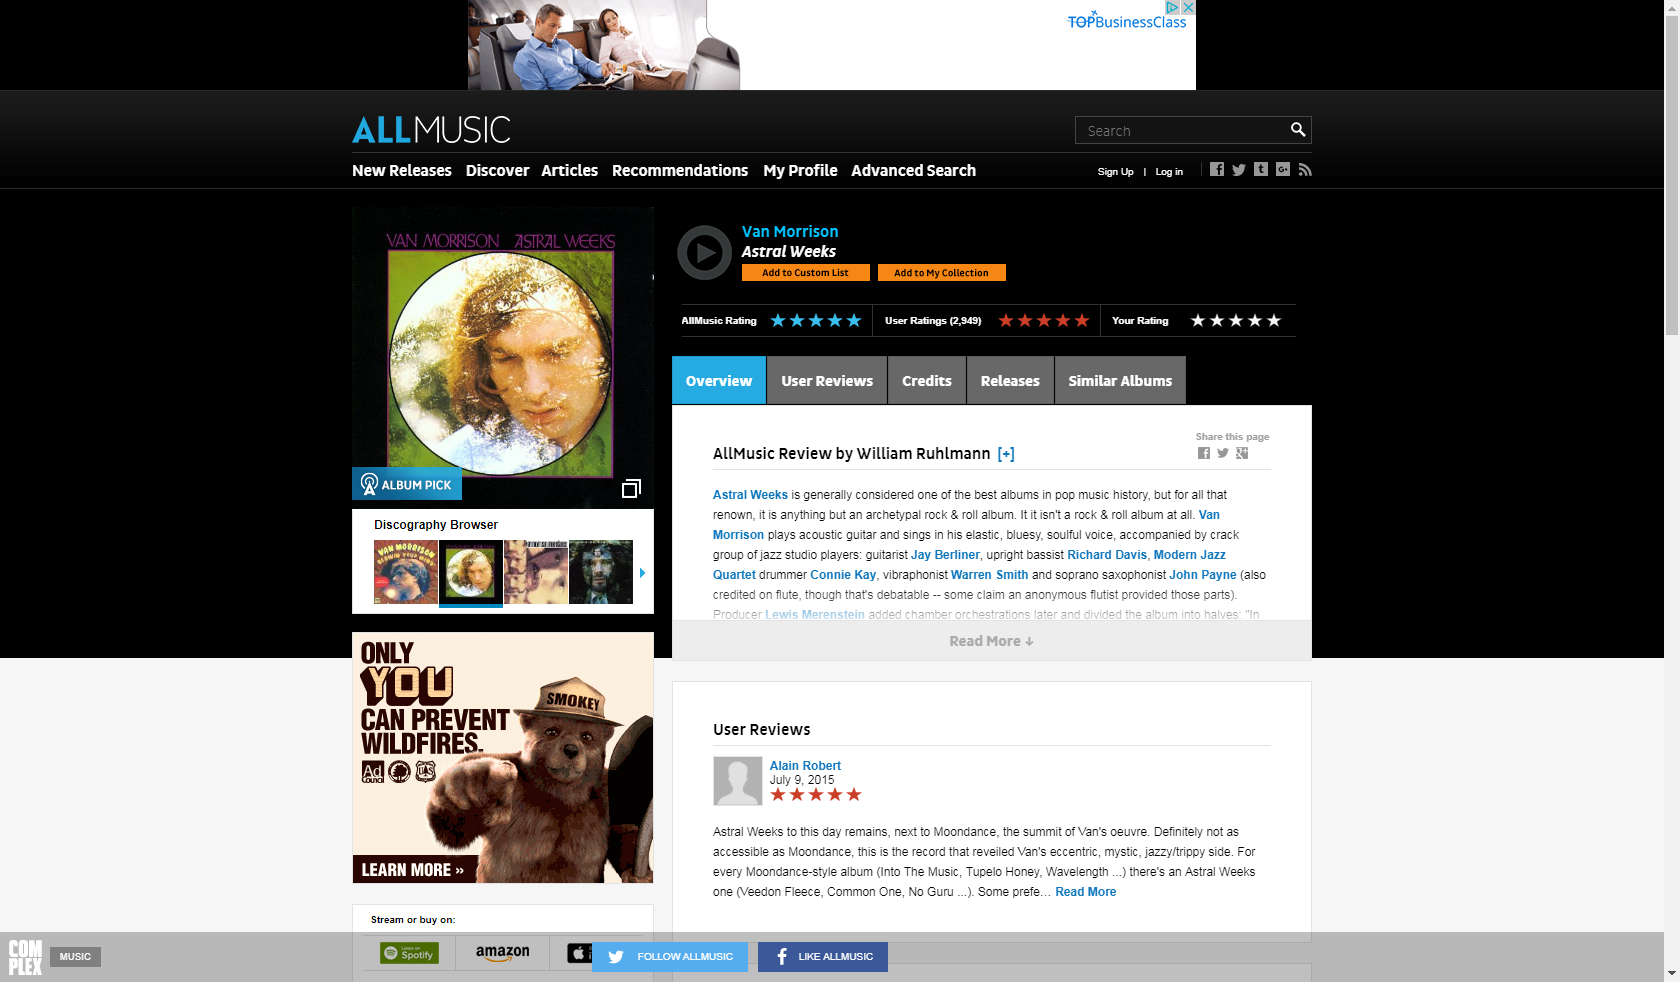 TOPBusinessClass
ALLMUSIC
Search
New Releases Discover Articles Recommendations My Profile Advanced Search
Sign Up | Log in
VAN MORRISON ASTRAL WEEKS
ALBUM PICK
Van Morrison
Astral Weeks
Add to Custom List Add to My Collection
AllMusic Rating User Ratings (2,949) Your Rating
Overview User Reviews Credits Releases Similar Albums
Share this page
AllMusic Review by William Ruhlmann [+]
Astral Weeks is generally considered one of the best albums in pop music history, but for all that
renown, it is anything but an archetypal rock & roll album. It it isn't a rock & roll album at all. Van
Morrison plays acoustic guitar and sings in his elastic, bluesy, soulful voice, accompanied by crack
group of jazz studio players: guitarist Jay Berliner, upright bassist Richard Davis, Modern Jazz
Quartet drummer Connie Kay, vibraphonist Warren Smith and soprano saxophonist John Payne (also
credited on flute, though that's debatable -- some claim an anonymous flutist provided those parts).
Producer Lewis Merenstein added chamber orchestrations later and divided the album into halves: "In
Read More ↓
Discography Browser
VAN MORRISON
ONLY
YOU
CAN PREVENT
WILDFIRES.
SMOKEY
Ad
Council
LEARN MORE »
User Reviews
Alain Robert
July 9, 2015
Astral Weeks to this day remains, next to Moondance, the summit of Van's oeuvre. Definitely not as
accessible as Moondance, this is the record that reveiled Van's eccentric, mystic, jazzy/trippy side. For
every Moondance-style album (Into The Music, Tupelo Honey, Wavelength ...) there's an Astral Weeks
one (Veedon Fleece, Common One, No Guru ...). Some prefe... Read More
Stream or buy on:
Listen on
Spotify
amazon
COMPLEX
MUSIC
FOLLOW ALLMUSIC
LIKE ALLMUSIC